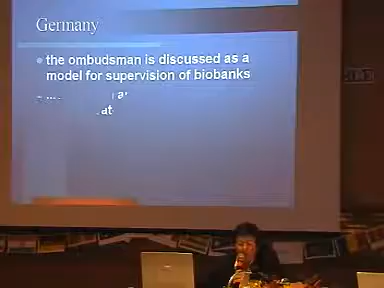 Germany
the ombudsman is discussed as a
model for supervision of biobanks